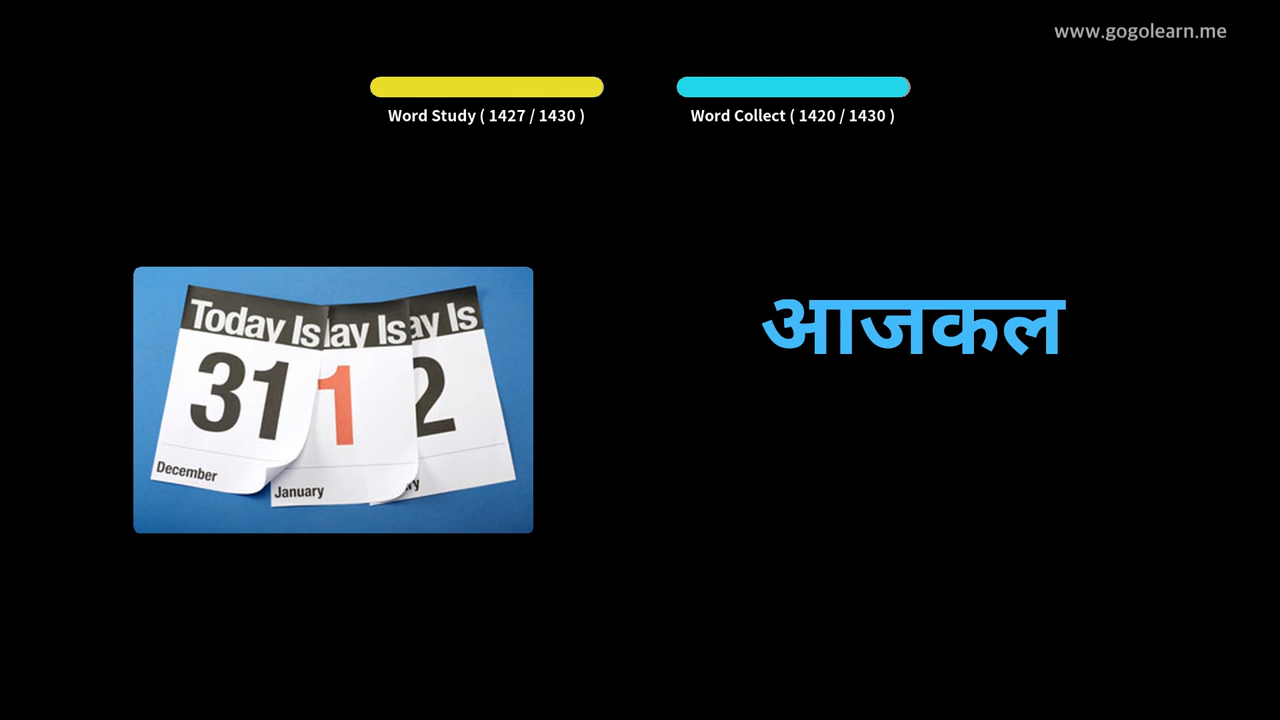 www.gogolearn.me
Word Study ( 1427 / 1430 )
Word Collect ( 1420 / 1430 )
आजकल
Today Is
31
December
lay Is
1
January
ay Is
2
ry